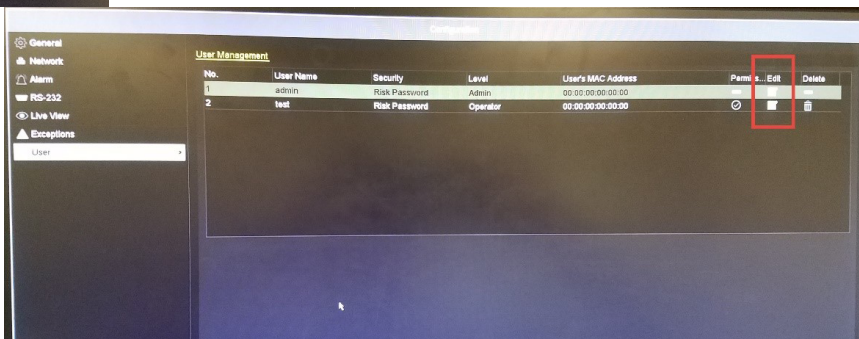 Configuration
General
Network
Alarm
RS-232
Live View
Exceptions
User
User Management
No. User Name Security Level User's MAC Address Permis... Edit Delete
1 admin Risk Password Admin 00:00:00:00:00:00
2 test Risk Password Operator 00:00:00:00:00:00